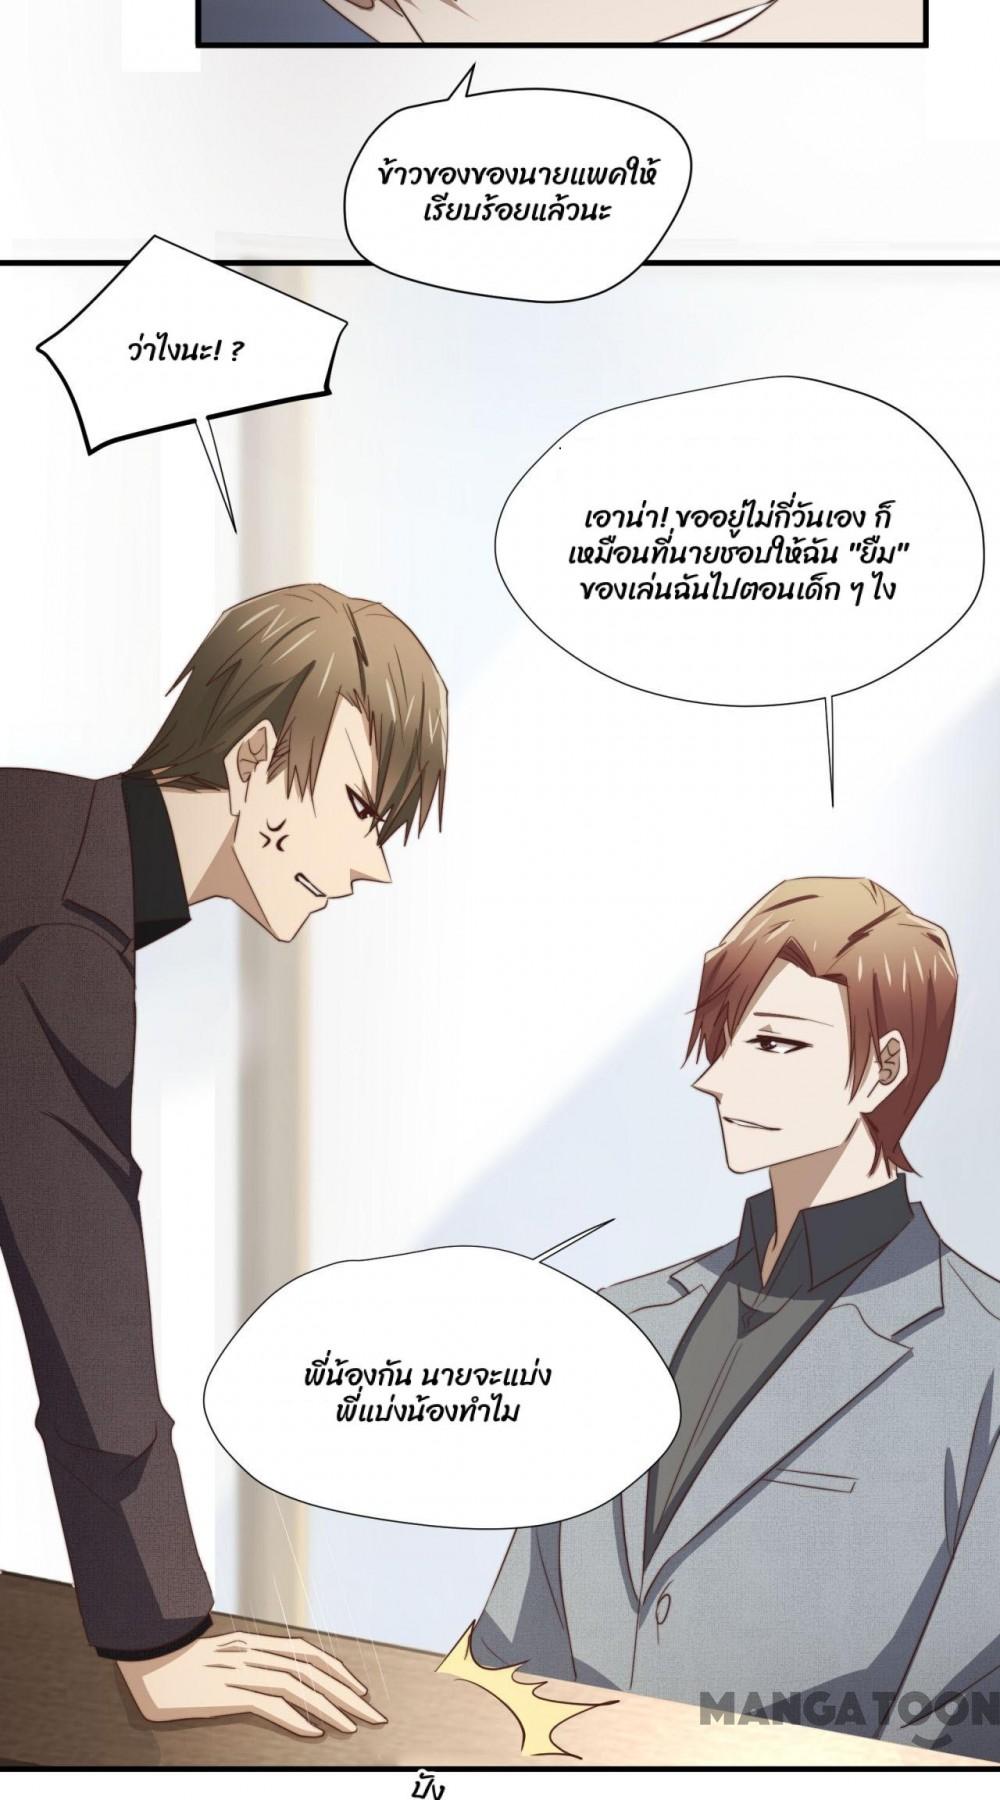 ข้าวของของนายแพคให้
เรียบร้อยแล้วนะ
ว่าไงนะ! ?
เอาน่า! ขออยู่ไม่กี่วันเอง ก็
เหมือนที่นายชอบให้ฉัน "ยืม"
ของเล่นฉันไปตอนเด็ก ๆ ไง
พี่น้องกัน นายจะแบ่ง
พี่แบ่งน้องทำไม
MANGATOON
ปัง